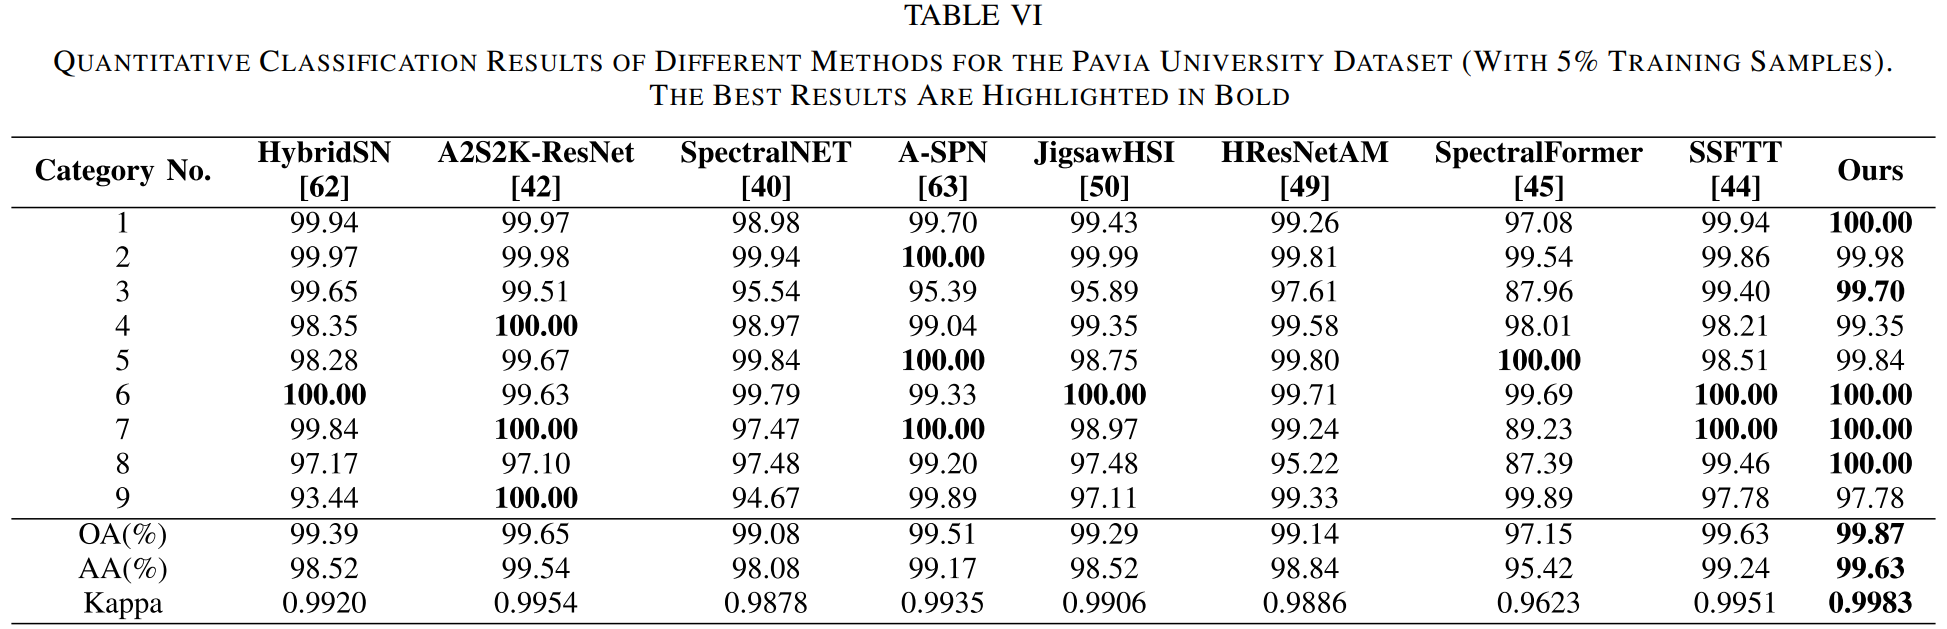 TABLE VI
QUANTITATIVE CLASSIFICATION RESULTS OF DIFFERENT METHODS FOR THE PAVIA UNIVERSITY DATASET (WITH 5% TRAINING SAMPLES).
THE BEST RESULTS ARE HIGHLIGHTED IN BOLD
Category No. HybridSN [62] A2S2K-ResNet [42] SpectralNET [40] A-SPN [63] JigsawHSI [50] HResNetAM [49] SpectralFormer [45] SSFTT [44] Ours
1 99.94 99.97 98.98 99.70 99.43 99.26 97.08 99.94 100.00
2 99.97 99.98 99.94 100.00 99.99 99.81 99.54 99.86 99.98
3 99.65 99.51 95.54 95.39 95.89 97.61 87.96 99.40 99.70
4 98.35 100.00 98.97 99.04 99.35 99.58 98.01 98.21 99.35
5 98.28 99.67 99.84 100.00 98.75 99.80 100.00 98.51 99.84
6 100.00 99.63 99.79 99.33 100.00 99.71 99.69 100.00 100.00
7 99.84 100.00 97.47 100.00 98.97 99.24 89.23 100.00 100.00
8 97.17 97.10 97.48 99.20 97.48 95.22 87.39 99.46 100.00
9 93.44 100.00 94.67 99.89 97.11 99.33 99.89 97.78 97.78
OA(%) 99.39 99.65 99.08 99.51 99.29 99.14 97.15 99.63 99.87
AA(%) 98.52 99.54 98.08 99.17 98.52 98.84 95.42 99.24 99.63
Kappa 0.9920 0.9954 0.9878 0.9935 0.9906 0.9886 0.9623 0.9951 0.9983